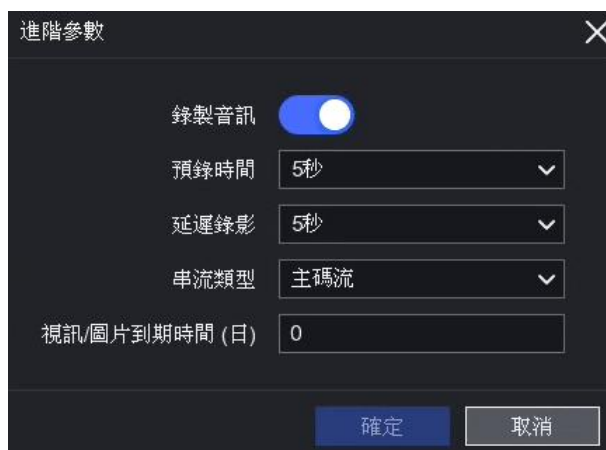 進階參數
錄製音訊
預錄時間 5秒
延遲錄影 5秒
串流類型 主碼流
視訊/圖片到期時間 (日) 0
確定 取消